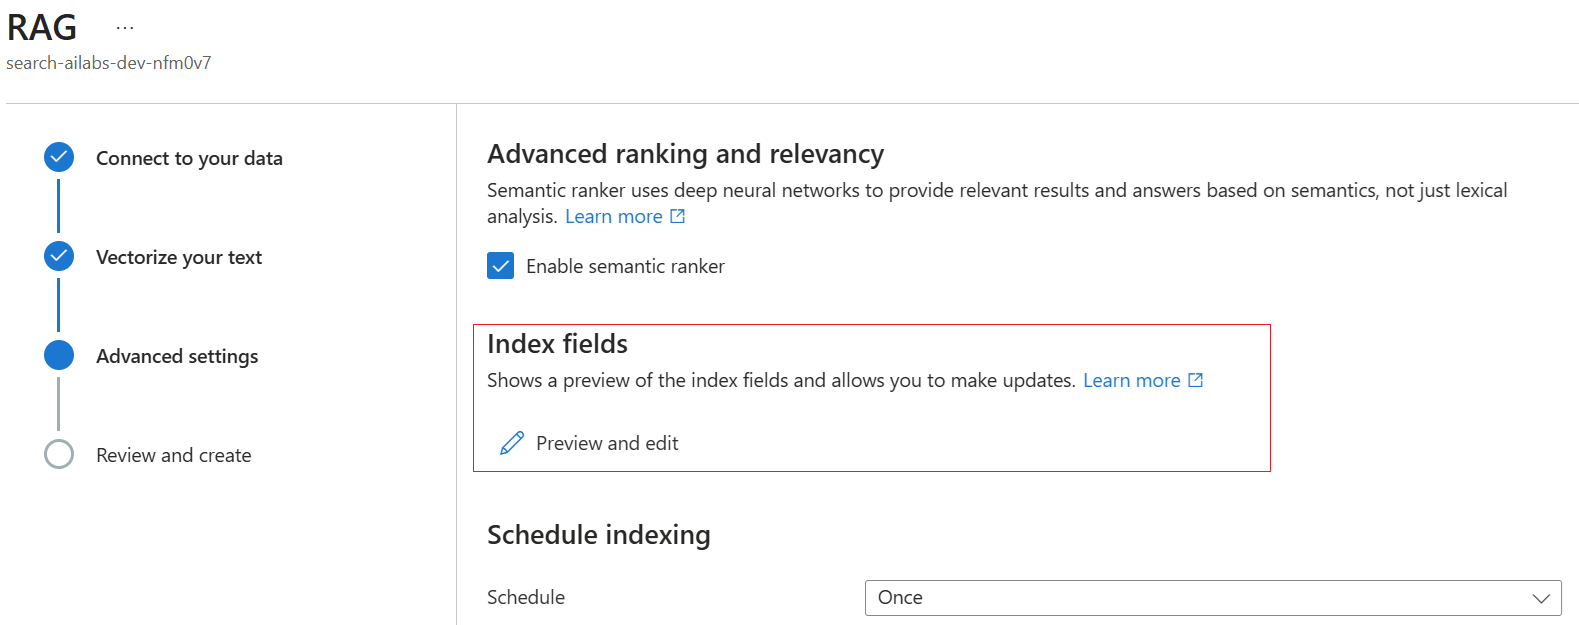 RAG ...
search-ailabs-dev-nfm0v7
Connect to your data
Vectorize your text
Advanced settings
Review and create
Advanced ranking and relevancy
Semantic ranker uses deep neural networks to provide relevant results and answers based on semantics, not just lexical
analysis. Learn more
Enable semantic ranker
Index fields
Shows a preview of the index fields and allows you to make updates. Learn more
Preview and edit
Schedule indexing
Schedule Once